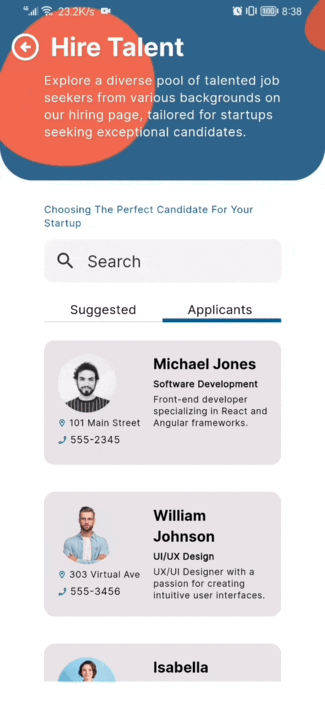 4G 23.2K/s 100 8:38
Hire Talent
Explore a diverse pool of talented job
seekers from various backgrounds on
our hiring page, tailored for startups
seeking exceptional candidates.
Choosing The Perfect Candidate For Your
Startup
Search
Suggested Applicants
Michael Jones
Software Development
Front-end developer
specializing in React and
Angular frameworks.
101 Main Street
555-2345
William
Johnson
UI/UX Design
UX/UI Designer with a
passion for creating
intuitive user interfaces.
303 Virtual Ave
555-3456
Isabella